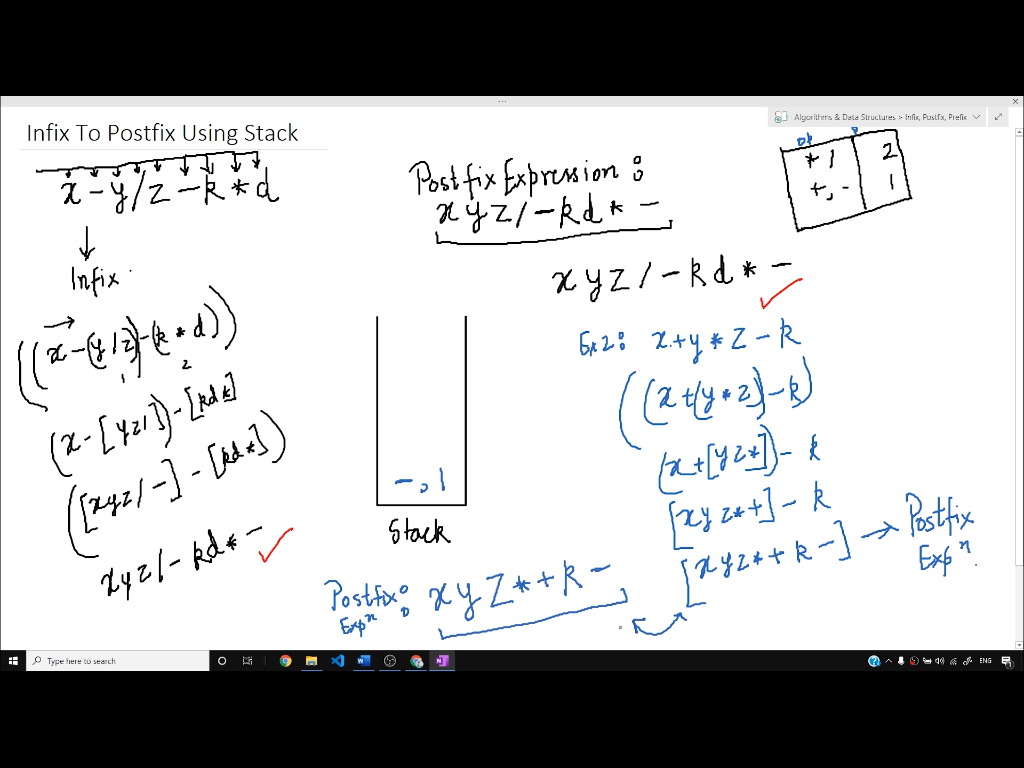 Algorithms & Data Structures > Infix, Postfix, Prefix
Infix To Postfix Using Stack
x-y/z-k*d
Infix
((x-(y/z))-(k*d))
1 2
(x-[yz/])-[kd*]
([xyz/-]-[kd*])
xyz/-kd*-
Postfix Expression:
xyz/-kd*-
xyz/-kd*-
op P
* / 2
+,- 1
-, 1
Stack
Ex2: x+y*z-k
((x+(y*z))-k)
(x+[yz*])-k
[xyz*+]-k
[xyz*+k-] → Postfix
Expn.
Postfix:
Expn
xyz*+k-
Type here to search
ENG